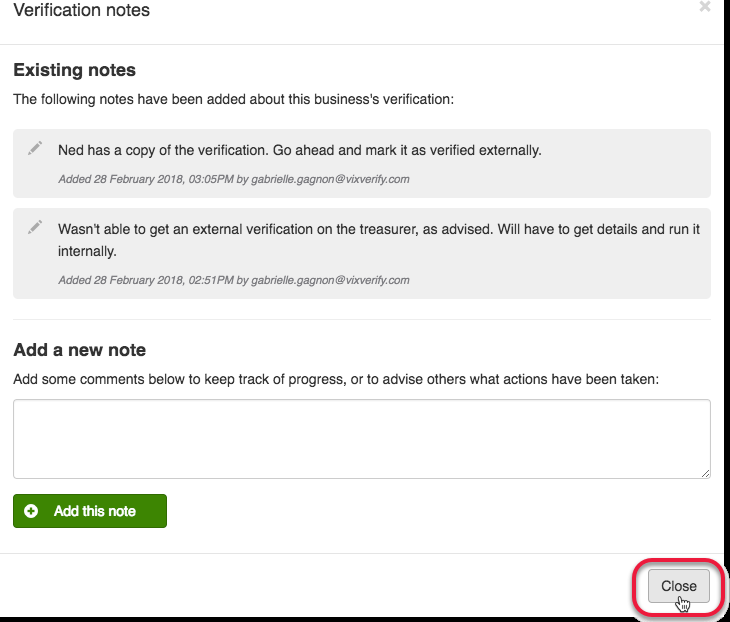 Verification notes
Existing notes
The following notes have been added about this business's verification:
Ned has a copy of the verification. Go ahead and mark it as verified externally.
Added 28 February 2018, 03:05PM by gabrielle.gagnon@vixverify.com
Wasn't able to get an external verification on the treasurer, as advised. Will have to get details and run it
internally.
Added 28 February 2018, 02:51PM by gabrielle.gagnon@vixverify.com
Add a new note
Add some comments below to keep track of progress, or to advise others what actions have been taken:
Add this note
Close